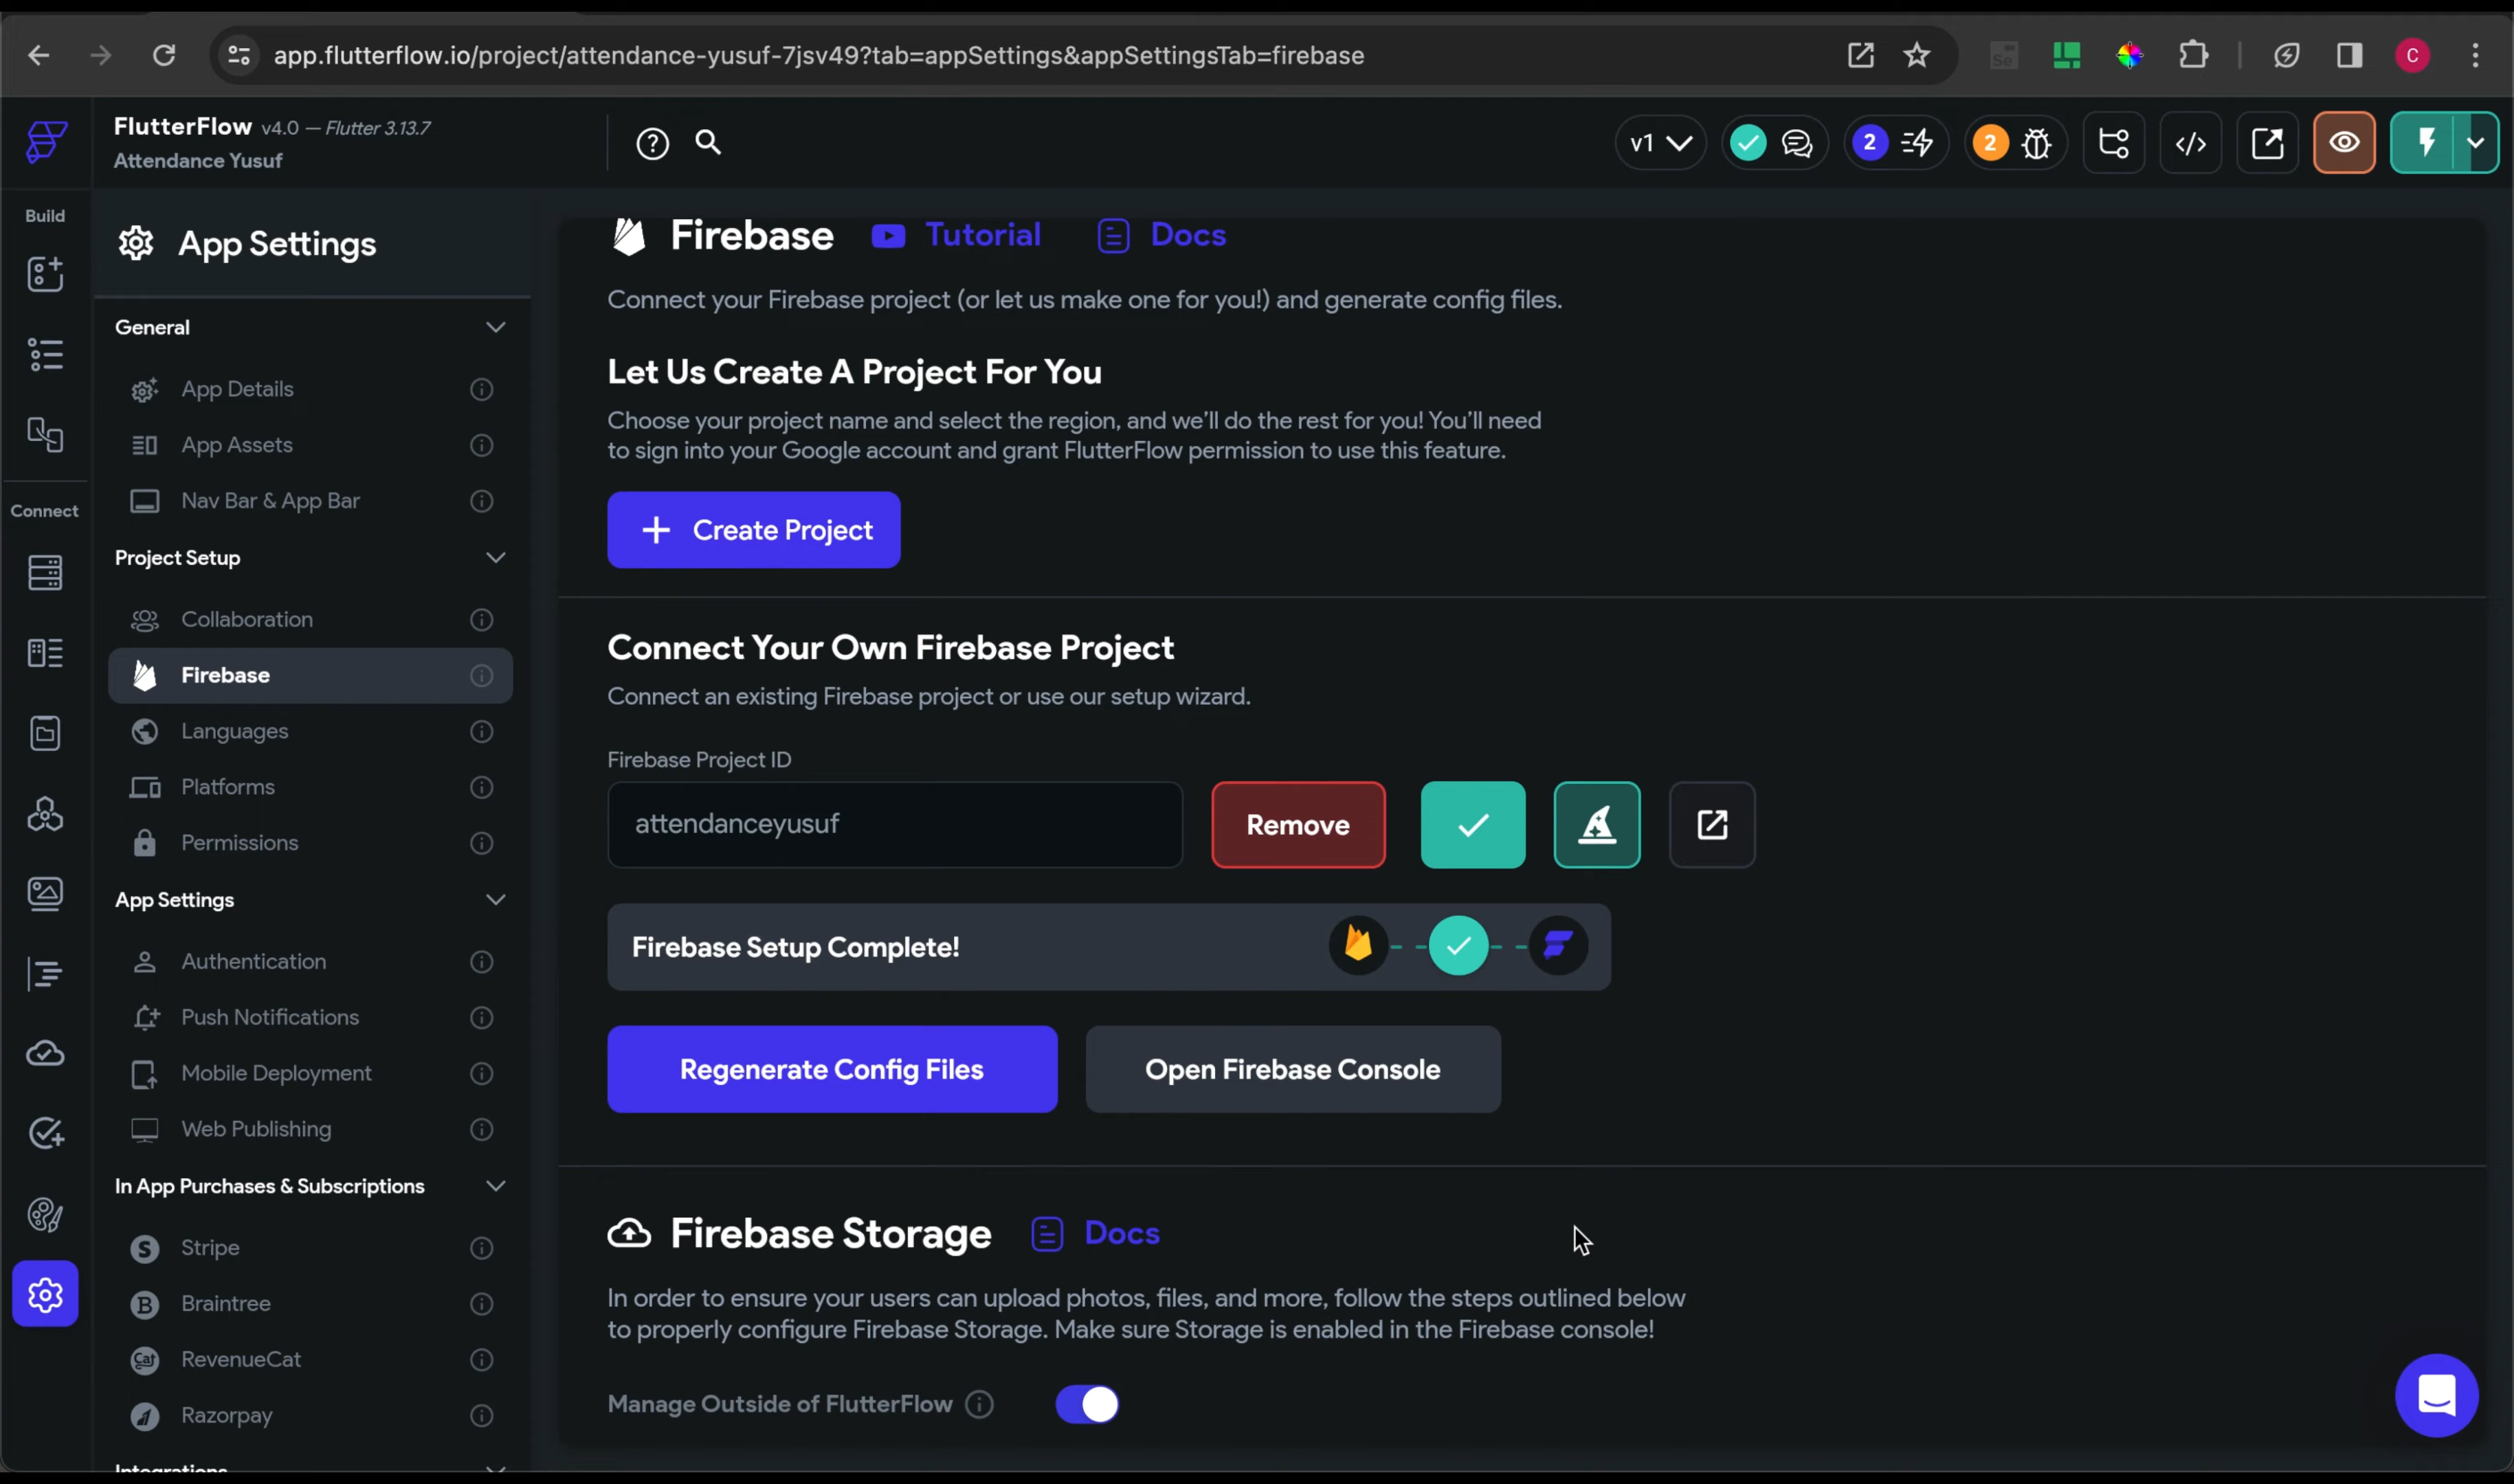 app.flutterflow.io/project/attendance-yusuf-7jsv49?tab=appSettings&appSettingsTab=firebase
C
FlutterFlow v4.0 — Flutter 3.13.7
Attendance Yusuf
v1
2
2
Build
Connect
App Settings
General
App Details
App Assets
Nav Bar & App Bar
Project Setup
Collaboration
Firebase
Languages
Platforms
Permissions
App Settings
Authentication
Push Notifications
Mobile Deployment
Web Publishing
In App Purchases & Subscriptions
Stripe
Braintree
RevenueCat
Razorpay
Integrations
Firebase Tutorial Docs
Connect your Firebase project (or let us make one for you!) and generate config files.
Let Us Create A Project For You
Choose your project name and select the region, and we'll do the rest for you! You'll need
to sign into your Google account and grant FlutterFlow permission to use this feature.
Create Project
Connect Your Own Firebase Project
Connect an existing Firebase project or use our setup wizard.
Firebase Project ID
attendanceyusuf
Remove
Firebase Setup Complete!
Regenerate Config Files
Open Firebase Console
Firebase Storage Docs
In order to ensure your users can upload photos, files, and more, follow the steps outlined below
to properly configure Firebase Storage. Make sure Storage is enabled in the Firebase console!
Manage Outside of FlutterFlow